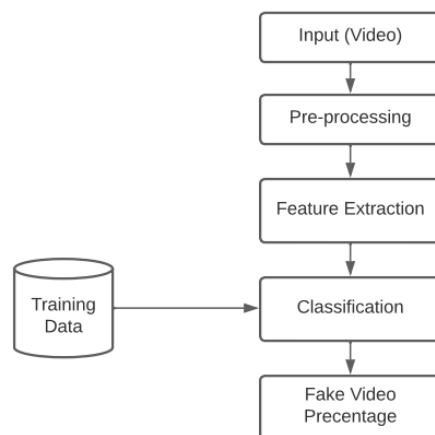 Input (Video)
Pre-processing
Feature Extraction
Training
Data
Classification
Fake Video
Precentage